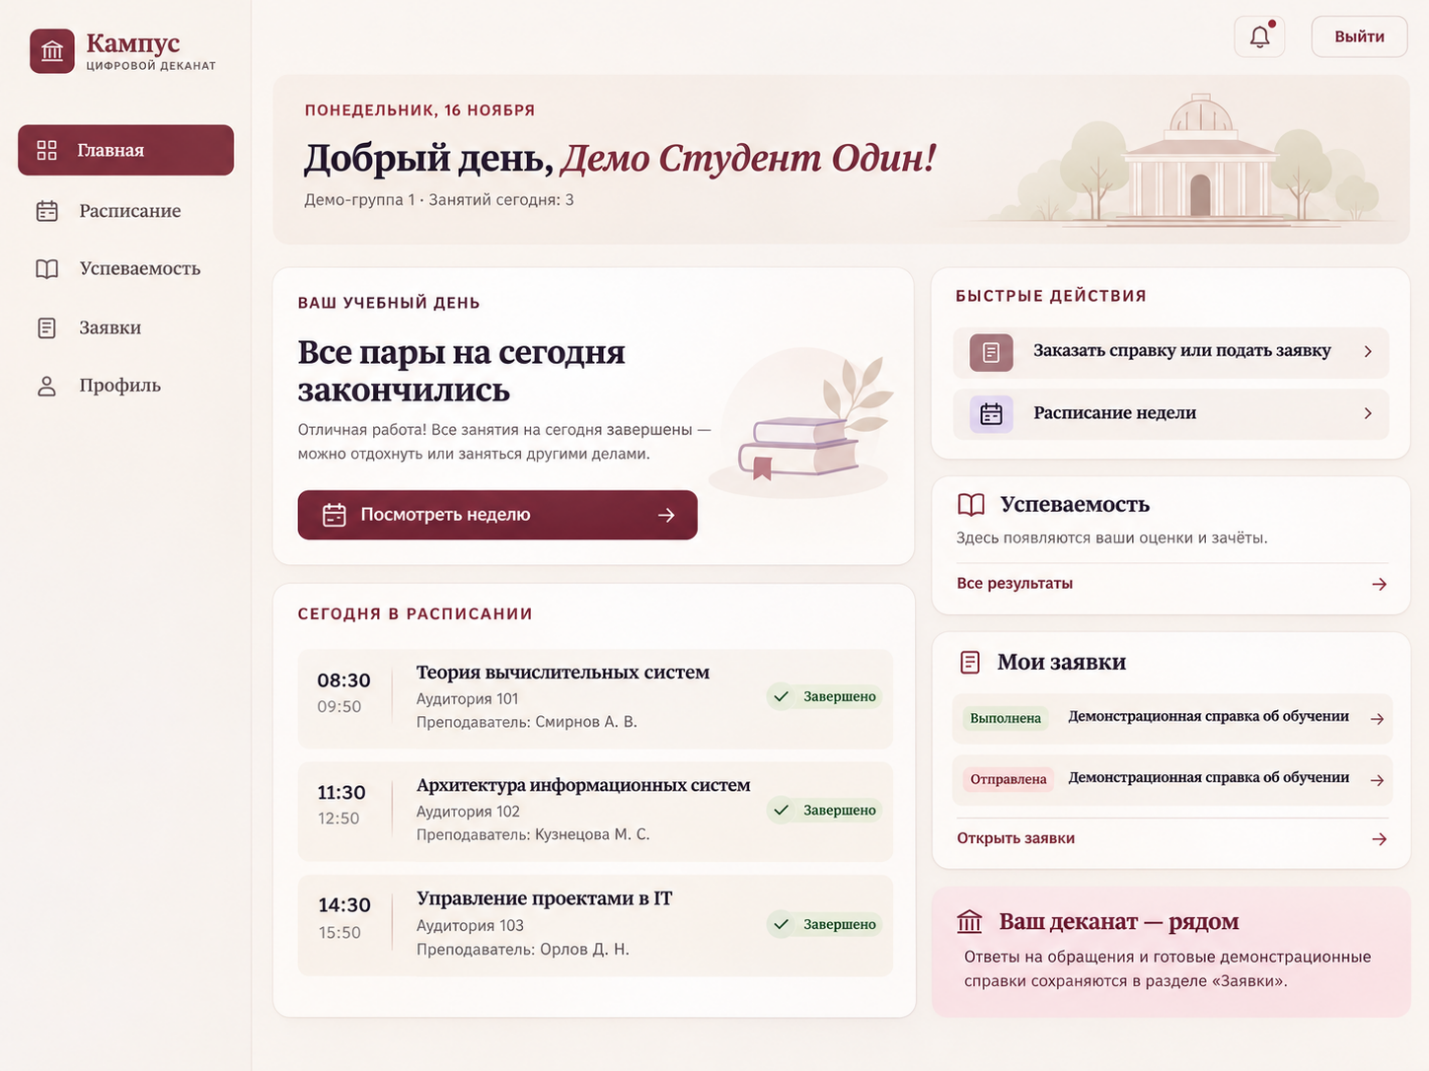 Кампус
ЦИФРОВОЙ ДЕКАНАТ
Главная
Расписание
Успеваемость
Заявки
Профиль
Выйти
ПОНЕДЕЛЬНИК, 16 НОЯБРЯ
Добрый день, Демо Студент Один!
Демо-группа 1 · Занятий сегодня: 3
ВАШ УЧЕБНЫЙ ДЕНЬ
Все пары на сегодня
закончились
Отличная работа! Все занятия на сегодня завершены —
можно отдохнуть или заняться другими делами.
Посмотреть неделю
СЕГОДНЯ В РАСПИСАНИИ
08:30
09:50
Теория вычислительных систем
Аудитория 101
Преподаватель: Смирнов А. В.
Завершено
11:30
12:50
Архитектура информационных систем
Аудитория 102
Преподаватель: Кузнецова М. С.
Завершено
14:30
15:50
Управление проектами в IT
Аудитория 103
Преподаватель: Орлов Д. Н.
Завершено
БЫСТРЫЕ ДЕЙСТВИЯ
Заказать справку или подать заявку
Расписание недели
Успеваемость
Здесь появляются ваши оценки и зачёты.
Все результаты
Мои заявки
Выполнена
Демонстрационная справка об обучении
Отправлена
Демонстрационная справка об обучении
Открыть заявки
Ваш деканат — рядом
Ответы на обращения и готовые демонстрационные
справки сохраняются в разделе «Заявки».